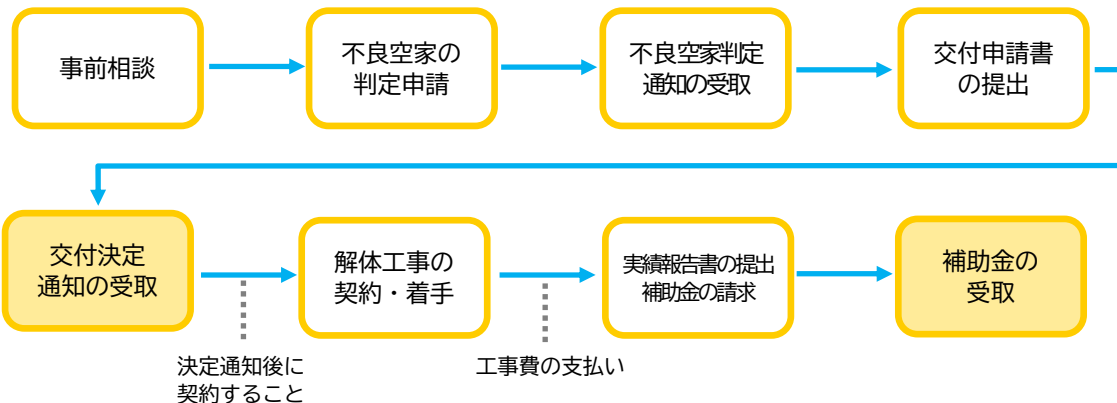 事前相談
不良空家の
判定申請
不良空家判定
通知の受取
交付申請書
の提出
交付決定
通知の受取
解体工事の
契約・着手
実績報告書の提出
補助金の請求
補助金の
受取
決定通知後に
契約すること
工事費の支払い